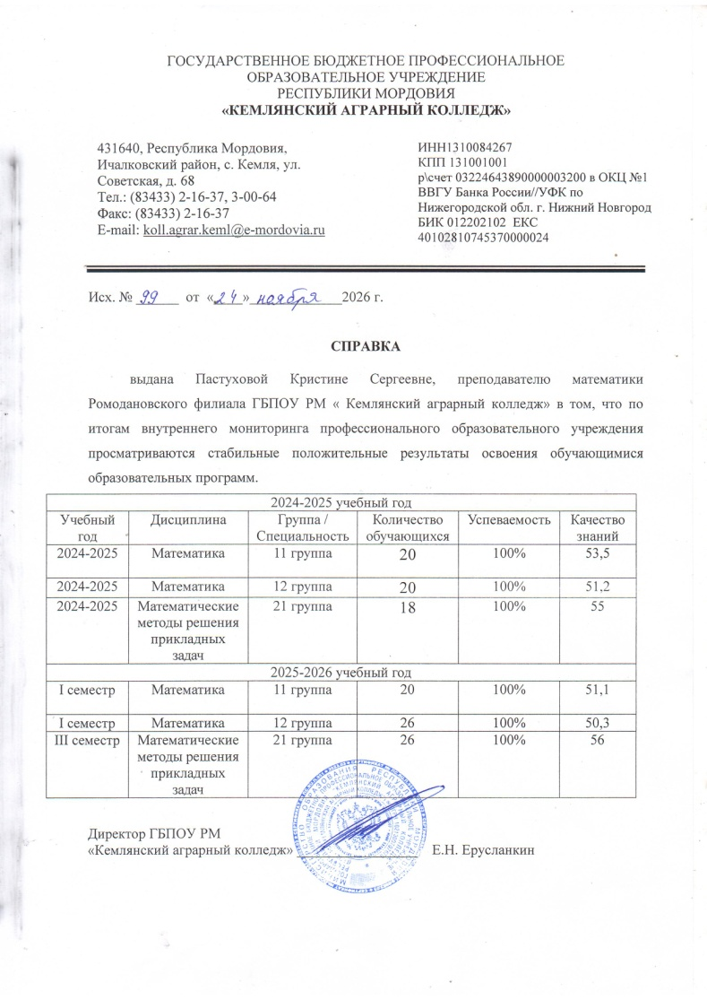 ГОСУДАРСТВЕННОЕ БЮДЖЕТНОЕ ПРОФЕССИОНАЛЬНОЕ
ОБРАЗОВАТЕЛЬНОЕ УЧРЕЖДЕНИЕ
РЕСПУБЛИКИ МОРДОВИЯ
«КЕМЛЯНСКИЙ АГРАРНЫЙ КОЛЛЕДЖ»
431640, Республика Мордовия,
Ичалковский район, с. Кемля, ул.
Советская, д. 68
Тел.: (83433) 2-16-37, 3-00-64
Факс: (83433) 2-16-37
E-mail: koll.agrar.keml@e-mordovia.ru
ИНН1310084267
КПП 131001001
р\счет 03224643890000003200 в ОКЦ №1
ВВГУ Банка России//УФК по
Нижегородской обл. г. Нижний Новгород
БИК 012202102 ЕКС
40102810745370000024
Исх. № 99 от «24» ноября 2026 г.
СПРАВКА
выдана Пастуховой Кристине Сергеевне, преподавателю математики
Ромодановского филиала ГБПОУ РМ « Кемлянский аграрный колледж» в том, что по
итогам внутреннего мониторинга профессионального образовательного учреждения
просматриваются стабильные положительные результаты освоения обучающимися
образовательных программ.
2024-2025 учебный год
Учебный год Дисциплина Группа / Специальность Количество обучающихся Успеваемость Качество знаний
2024-2025 Математика 11 группа 20 100% 53,5
2024-2025 Математика 12 группа 20 100% 51,2
2024-2025 Математические методы решения прикладных задач 21 группа 18 100% 55
2025-2026 учебный год
I семестр Математика 11 группа 20 100% 51,1
I семестр Математика 12 группа 26 100% 50,3
III семестр Математические методы решения прикладных задач 21 группа 26 100% 56
Директор ГБПОУ РМ
«Кемлянский аграрный колледж» Е.Н. Ерусланкин